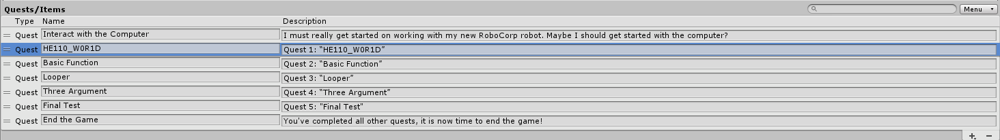 Quests/Items
Menu
Type Name Description
Quest Interact with the Computer I must really get started on working with my new RoboCorp robot. Maybe I should get started with the computer?
Quest HE110_W0R1D Quest 1: “HE110_W0R1D”
Quest Basic Function Quest 2: “Basic Function”
Quest Looper Quest 3: “Looper”
Quest Three Argument Quest 4: “Three Argument”
Quest Final Test Quest 5: "Final Test"
Quest End the Game You've completed all other quests, it is now time to end the game!